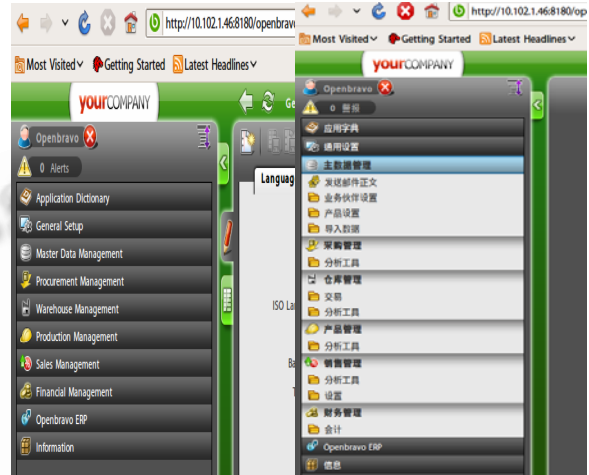 http://10.102.1.46:8180/openbrav
Most Visited
Getting Started
Latest Headlines
yourCOMPANY
Openbravo
0 Alerts
Application Dictionary
General Setup
Master Data Management
Procurement Management
Warehouse Management
Production Management
Sales Management
Financial Management
Openbravo ERP
Information
Ge
Languag
ISO La
Ba
T
http://10.102.1.46:8180/op
Most Visited
Getting Started
Latest Headlines
yourCOMPANY
Openbravo
0 警报
应用字典
通用设置
主数据管理
发送邮件正文
业务伙伴设置
产品设置
导入数据
采购管理
分析工具
仓库管理
交易
分析工具
产品管理
分析工具
销售管理
分析工具
设置
财务管理
会计
Openbravo ERP
信息